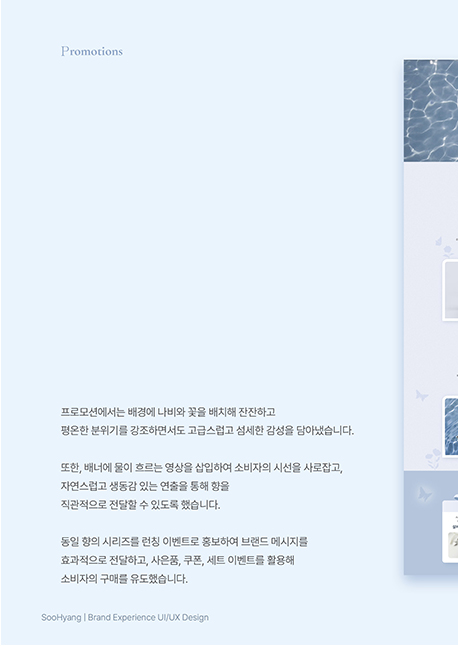 Promotions
프로모션에서는 배경에 나비와 꽃을 배치해 잔잔하고
평온한 분위기를 강조하면서도 고급스럽고 섬세한 감성을 담아냈습니다.
또한, 배너에 물이 흐르는 영상을 삽입하여 소비자의 시선을 사로잡고,
자연스럽고 생동감 있는 연출을 통해 향을
직관적으로 전달할 수 있도록 했습니다.
동일 향의 시리즈를 런칭 이벤트로 홍보하여 브랜드 메시지를
효과적으로 전달하고, 사은품, 쿠폰, 세트 이벤트를 활용해
소비자의 구매를 유도했습니다.
SooHyang | Brand Experience UI/UX Design